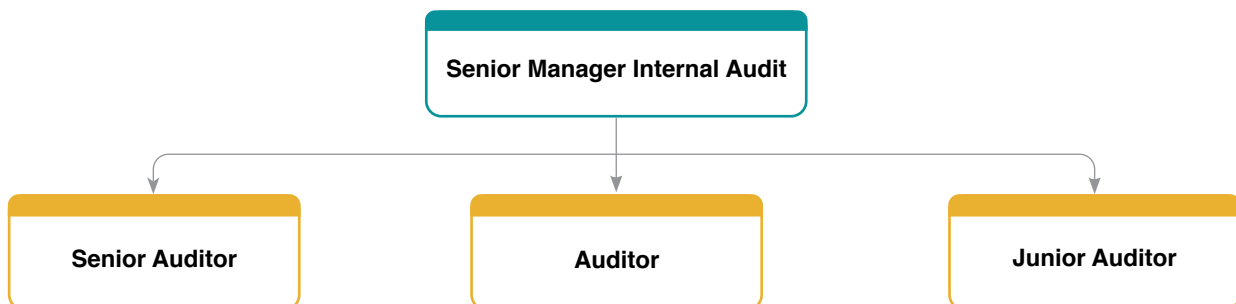 Senior Manager Internal Audit
Senior Auditor
Auditor
Junior Auditor